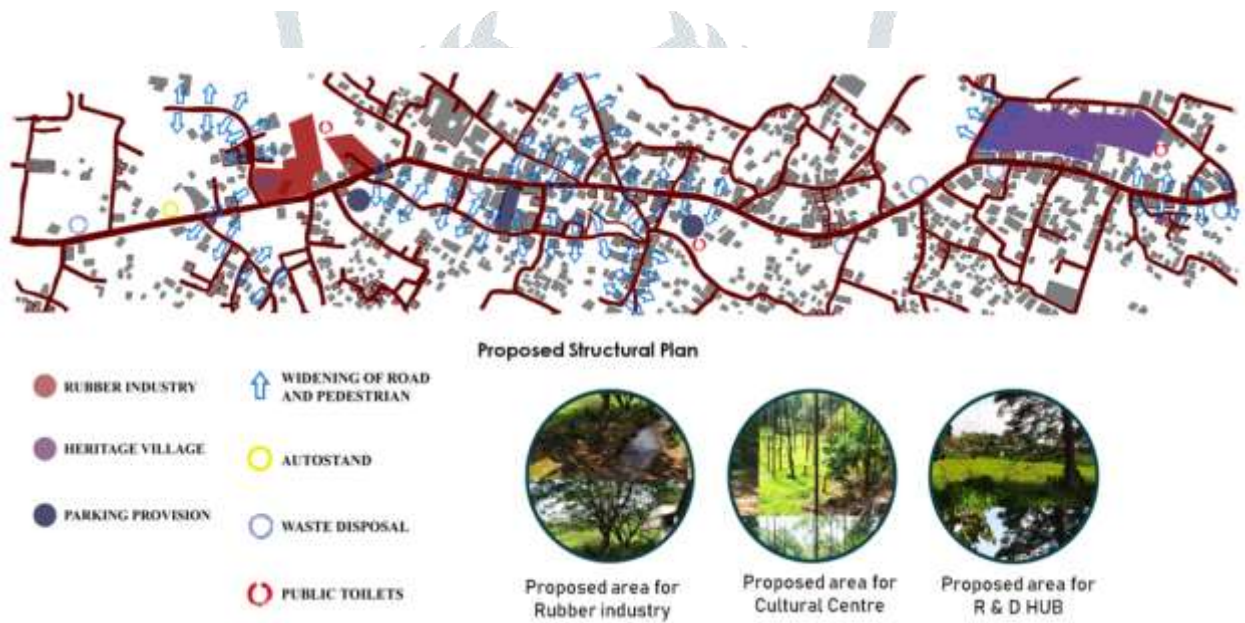 Proposed Structural Plan
RUBBER INDUSTRY
HERITAGE VILLAGE
PARKING PROVISION
WIDENING OF ROAD
AND PEDESTRIAN
AUTOSTAND
WASTE DISPOSAL
PUBLIC TOILETS
Proposed area for
Rubber industry
Proposed area for
Cultural Centre
Proposed area for
R & D HUB